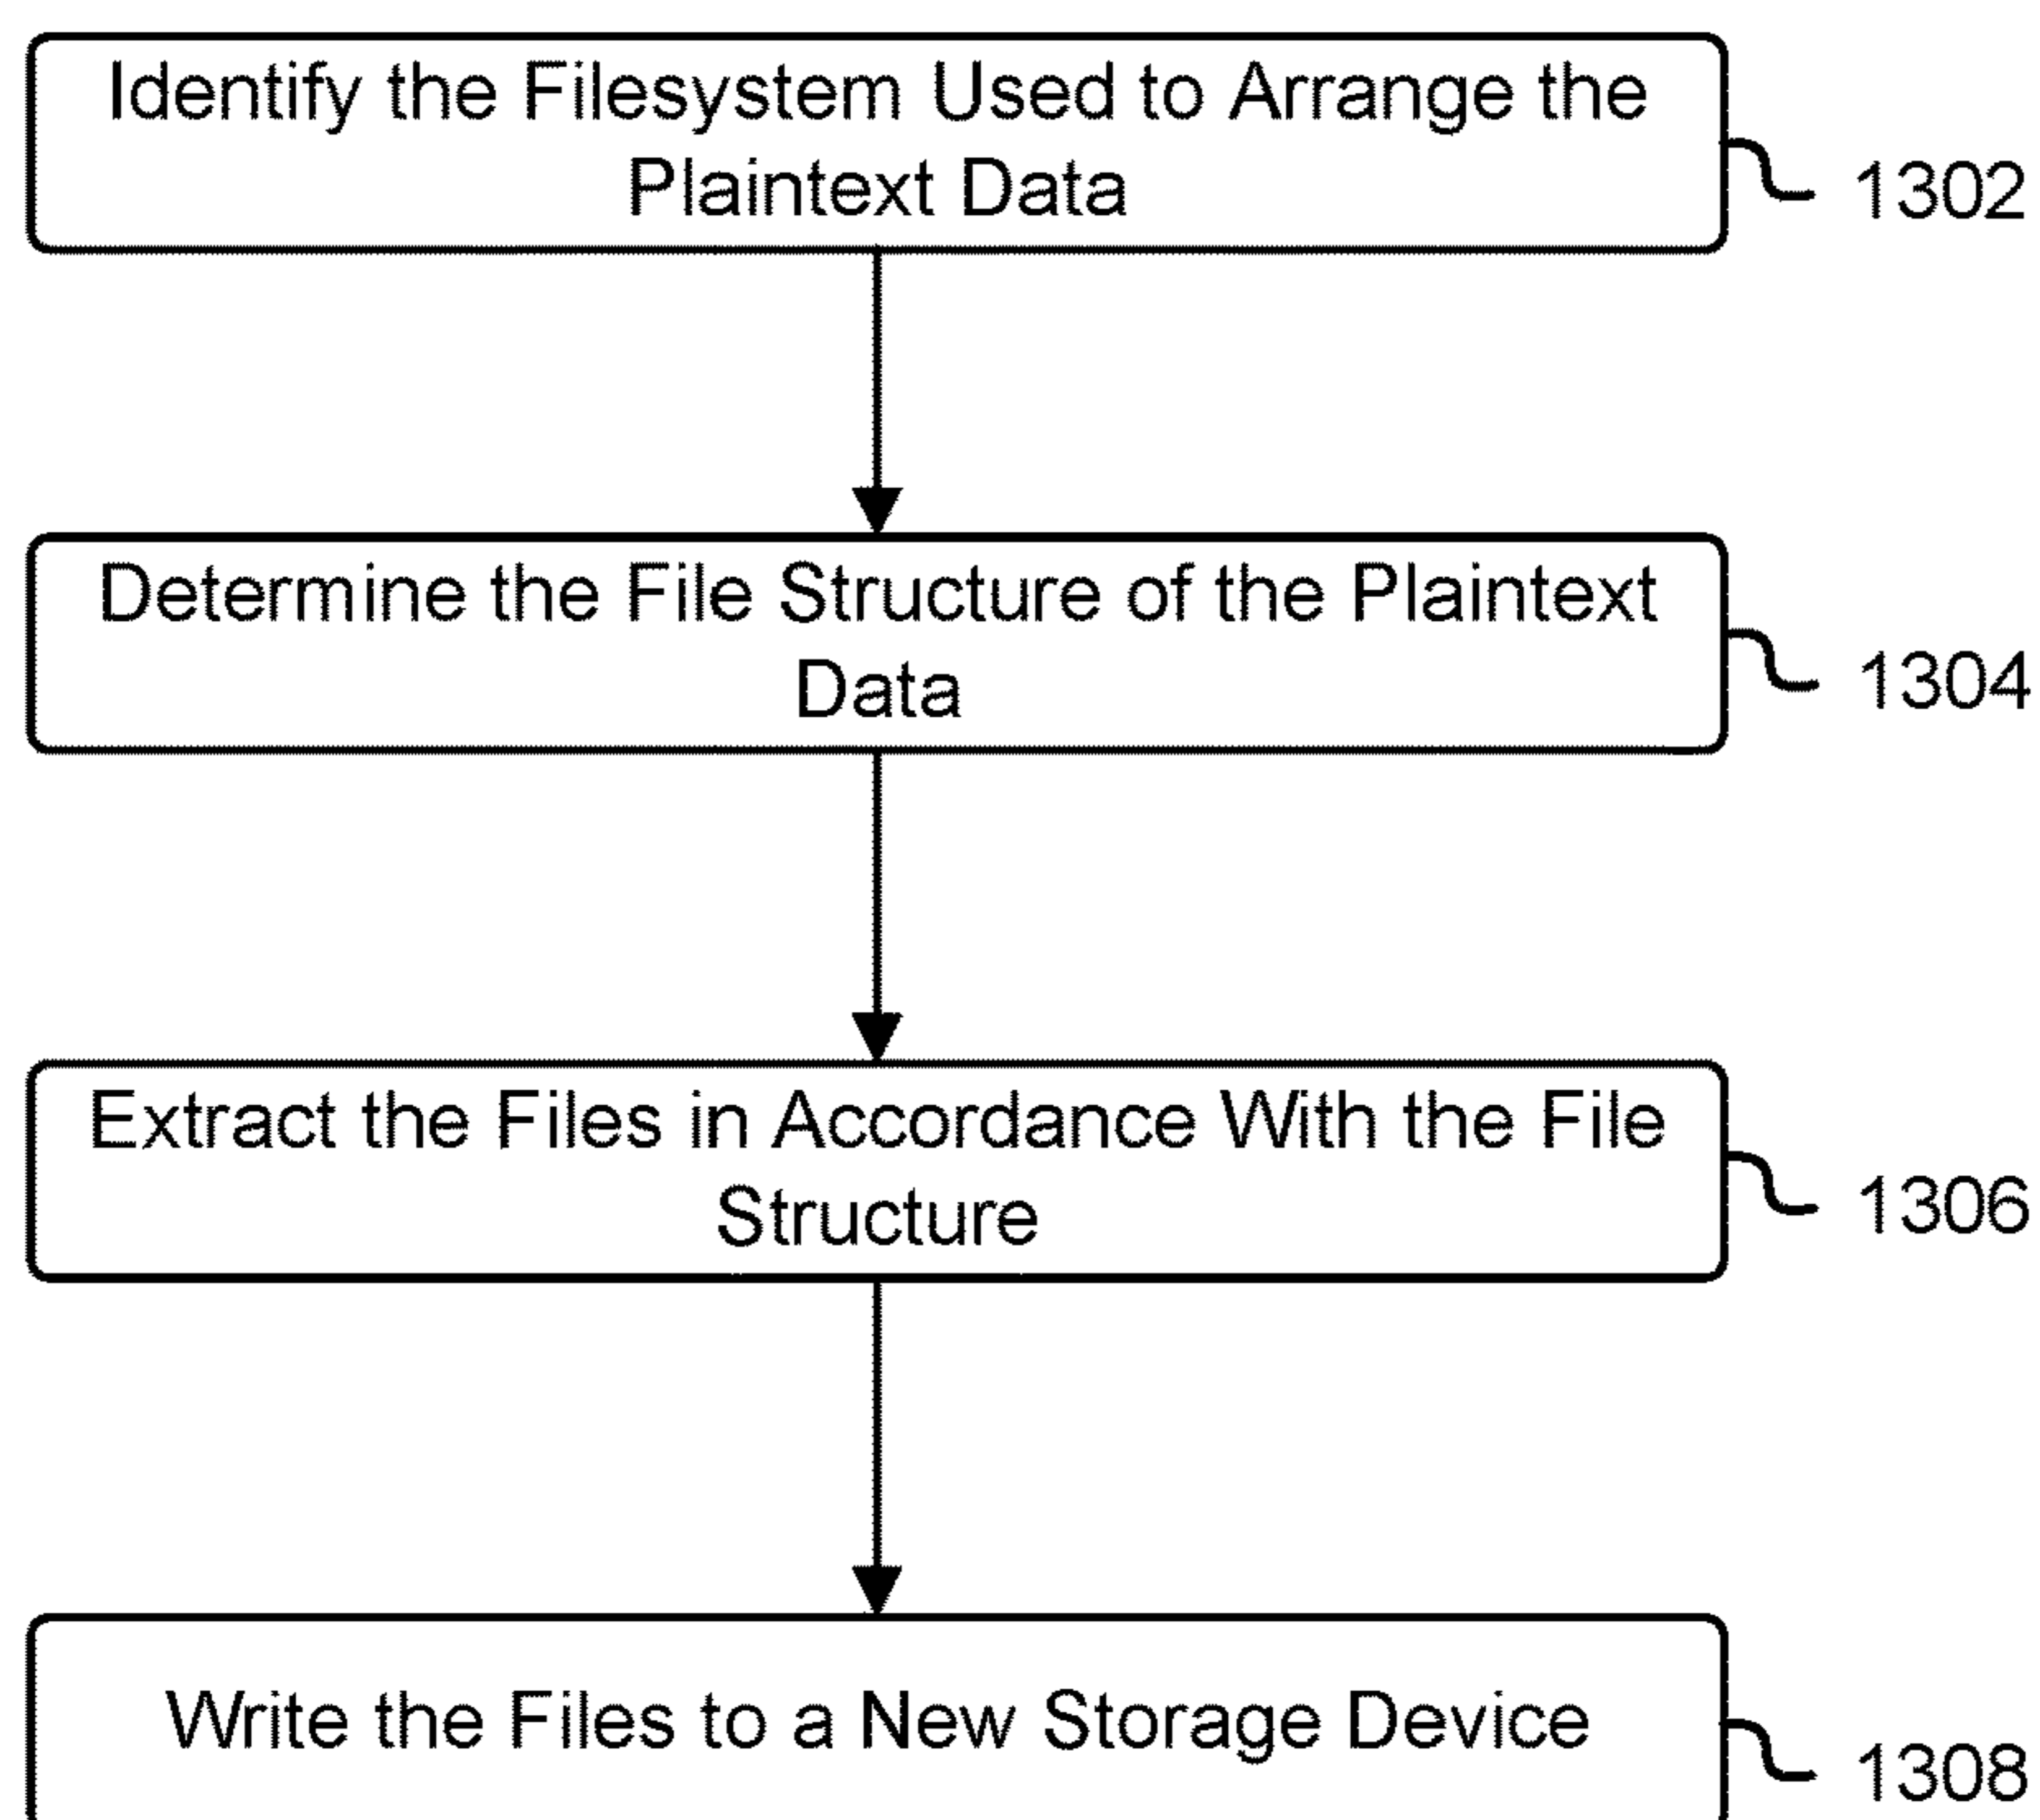 Identify the Filesystem Used to Arrange the
Plaintext Data
1302
Determine the File Structure of the Plaintext
Data
1304
Extract the Files in Accordance With the File
Structure
1306
Write the Files to a New Storage Device
1308